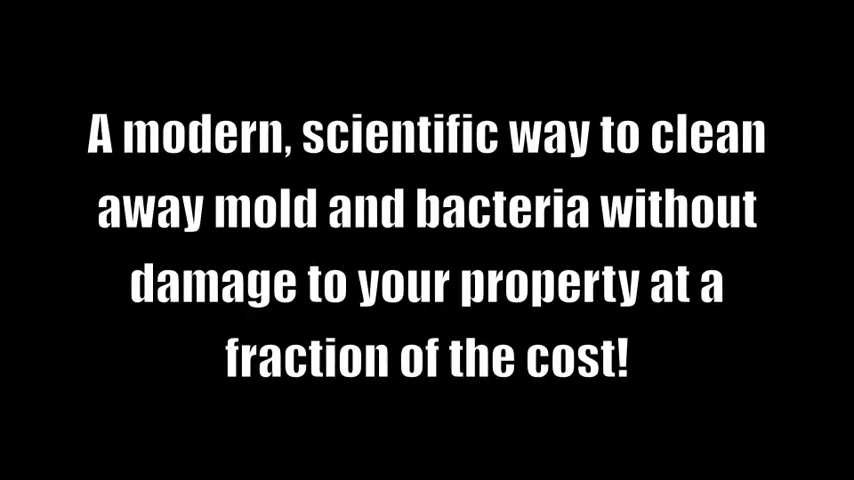 A modern, scientific way to clean
away mold and bacteria without
damage to your property at a
fraction of the cost!